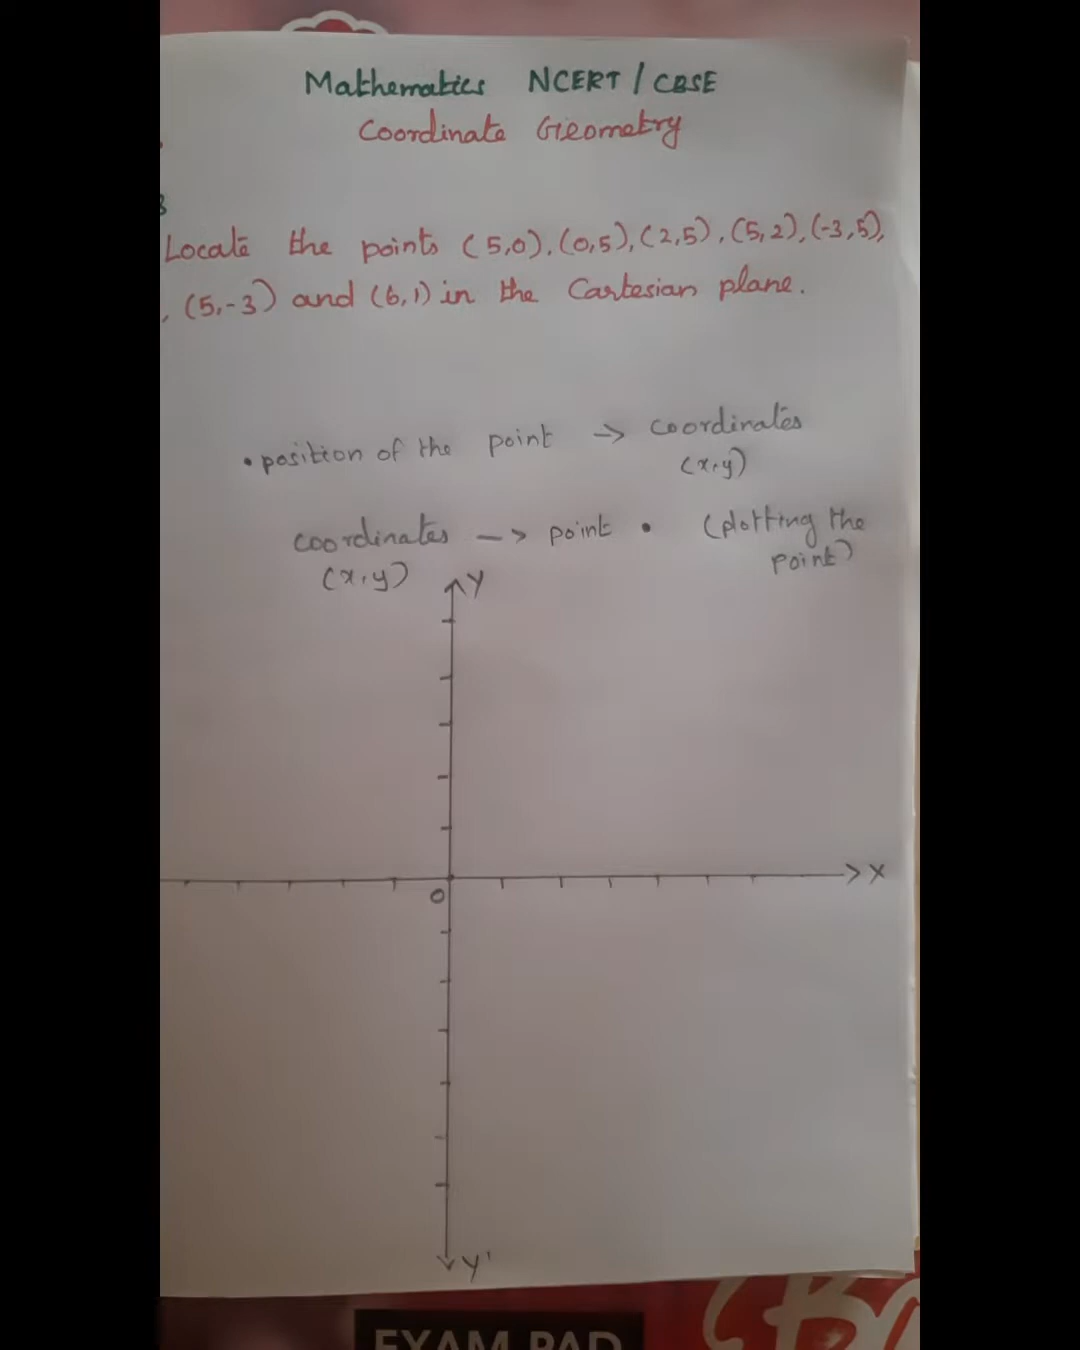 Mathematics NCERT / CBSE
Coordinate Geometry
3
Locate the points (5,0), (0,5), (2,5), (5,2), (-3,5),
, (5,-3) and (6,1) in the Cartesian plane.
• position of the point → coordinates
(x,y)
coordinates —> point • (plotting the
point)
(x,y)
Y
X
O
Y'
EXAM PAD